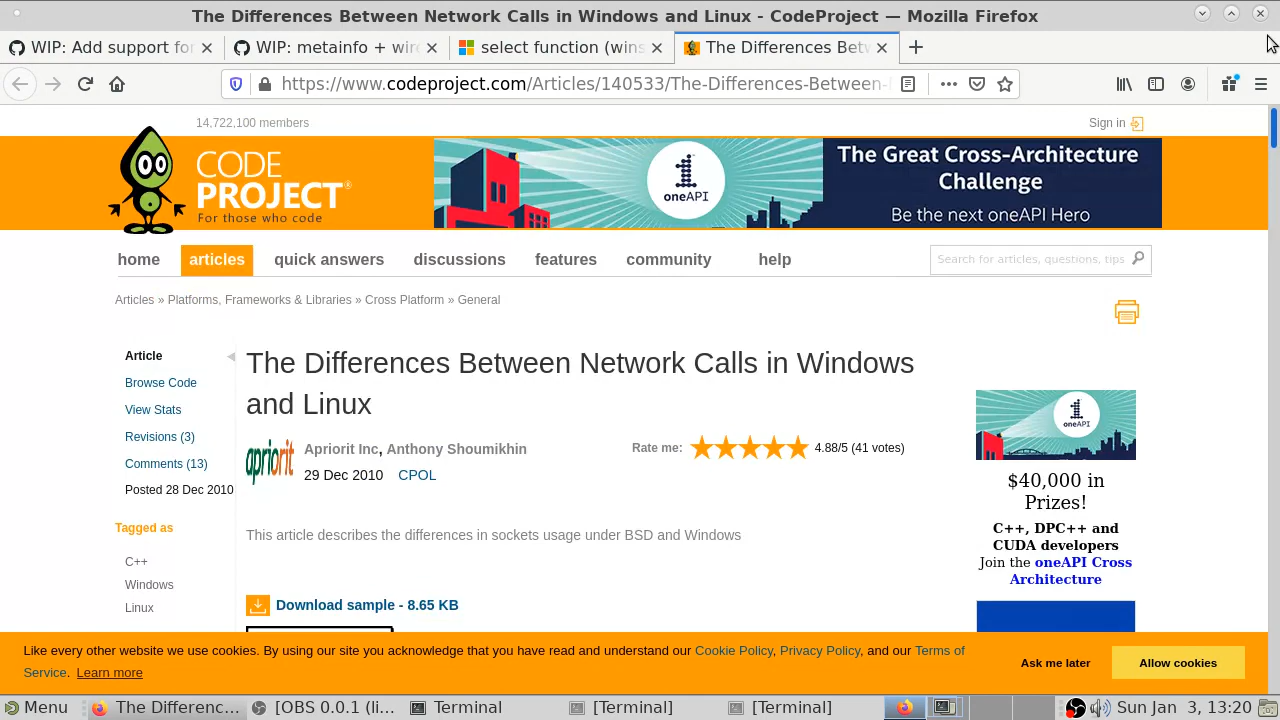 The Differences Between Network Calls in Windows and Linux - CodeProject — Mozilla Firefox
WIP: Add support for
WIP: metainfo + wire
select function (wins
The Differences Betw
https://www.codeproject.com/Articles/140533/The-Differences-Between-
14,722,100 members
Sign in
CODE
PROJECT®
For those who code
1
oneAPI
The Great Cross-Architecture
Challenge
Be the next oneAPI Hero
home articles quick answers discussions features community help
Search for articles, questions, tips
Articles » Platforms, Frameworks & Libraries » Cross Platform » General
Article
Browse Code
View Stats
Revisions (3)
Comments (13)
Posted 28 Dec 2010
Tagged as
C++
Windows
Linux
The Differences Between Network Calls in Windows
and Linux
apriorit
Apriorit Inc, Anthony Shoumikhin
29 Dec 2010 CPOL
Rate me: 4.88/5 (41 votes)
This article describes the differences in sockets usage under BSD and Windows
Download sample - 8.65 KB
1
oneAPI
$40,000 in
Prizes!
C++, DPC++ and
CUDA developers
Join the oneAPI Cross
Architecture
Like every other website we use cookies. By using our site you acknowledge that you have read and understand our Cookie Policy, Privacy Policy, and our Terms of
Service. Learn more
Ask me later
Allow cookies
Menu
The Differenc...
[OBS 0.0.1 (li...
Terminal
[Terminal]
[Terminal]
Sun Jan 3, 13:20